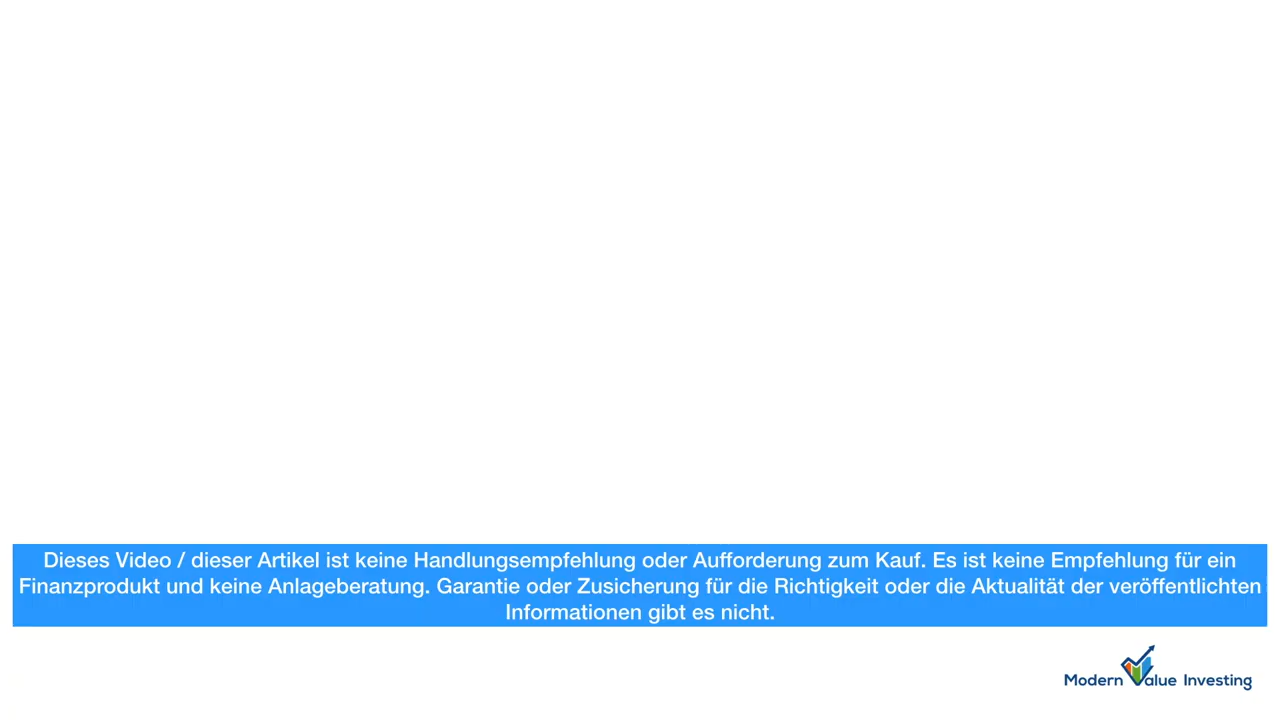 Dieses Video / dieser Artikel ist keine Handlungsempfehlung oder Aufforderung zum Kauf. Es ist keine Empfehlung für ein
Finanzprodukt und keine Anlageberatung. Garantie oder Zusicherung für die Richtigkeit oder die Aktualität der veröffentlichten
Informationen gibt es nicht.
Modern Value Investing